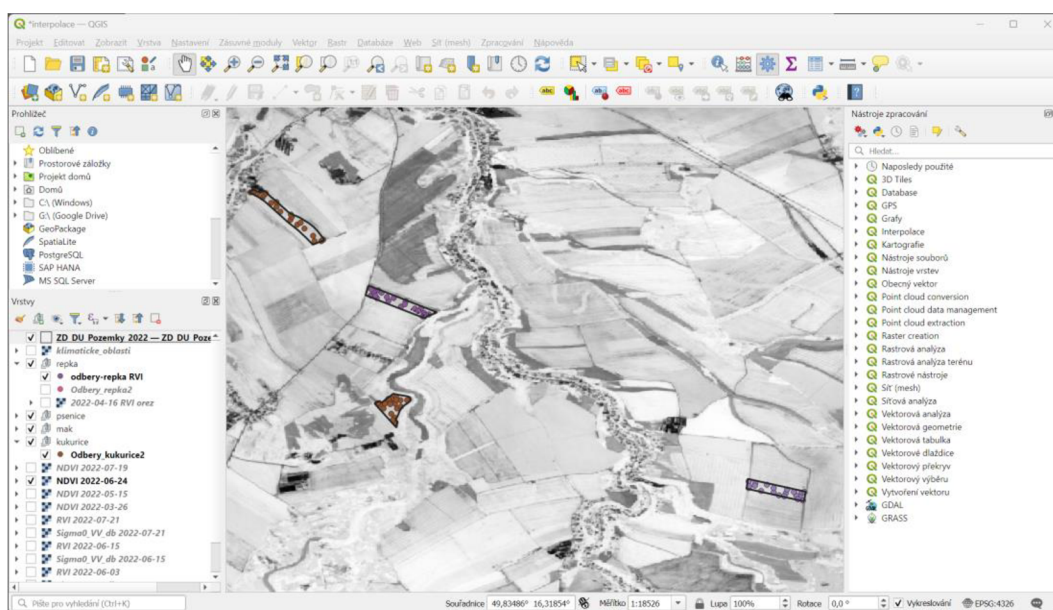 *interpolace — QGIS
Projekt Editovat Zobrazit Vrstva Nastavení Zásuvné moduly Vektor Rastr Databáze Web Síť (mesh) Zpracování Nápověda
Prohlížeč
Oblíbené
Prostorové záložky
Projekt domů
Domů
C:\ (Windows)
G:\ (Google Drive)
GeoPackage
SpatiaLite
PostgreSQL
SAP HANA
MS SQL Server
Vrstvy
ZD_DU_Pozemky_2022 — ZD_DU_Poze
klimaticke_oblasti
repka
odbery-repka RVI
Odbery_repka2
2022-04-16 RVI orez
psenice
mak
kukurice
Odbery_kukurice2
NDVI 2022-07-19
NDVI 2022-06-24
NDVI 2022-05-15
NDVI 2022-03-26
RVI 2022-07-21
Sigma0_VV_db 2022-07-21
RVI 2022-06-15
Sigma0_VV_db 2022-06-15
RVI 2022-06-03
Nástroje zpracování
Hledat...
Naposledy použité
3D Tiles
Database
GPS
Grafy
Interpolace
Kartografie
Nástroje souborů
Nástroje vrstev
Obecný vektor
Point cloud conversion
Point cloud data management
Point cloud extraction
Raster creation
Rastrová analýza
Rastrová analýza terénu
Rastrové nástroje
Síť (mesh)
Síťová analýza
Vektorová analýza
Vektorová geometrie
Vektorová tabulka
Vektorové dlaždice
Vektorový překryv
Vektorový výběru
Vytvoření vektoru
GDAL
GRASS
Pište pro vyhledání (Ctrl+K)
Souřadnice 49,83486° 16,31854° Měřítko 1:18526 Lupa 100% Rotace 0,0 ° Vykreslování EPSG:4326